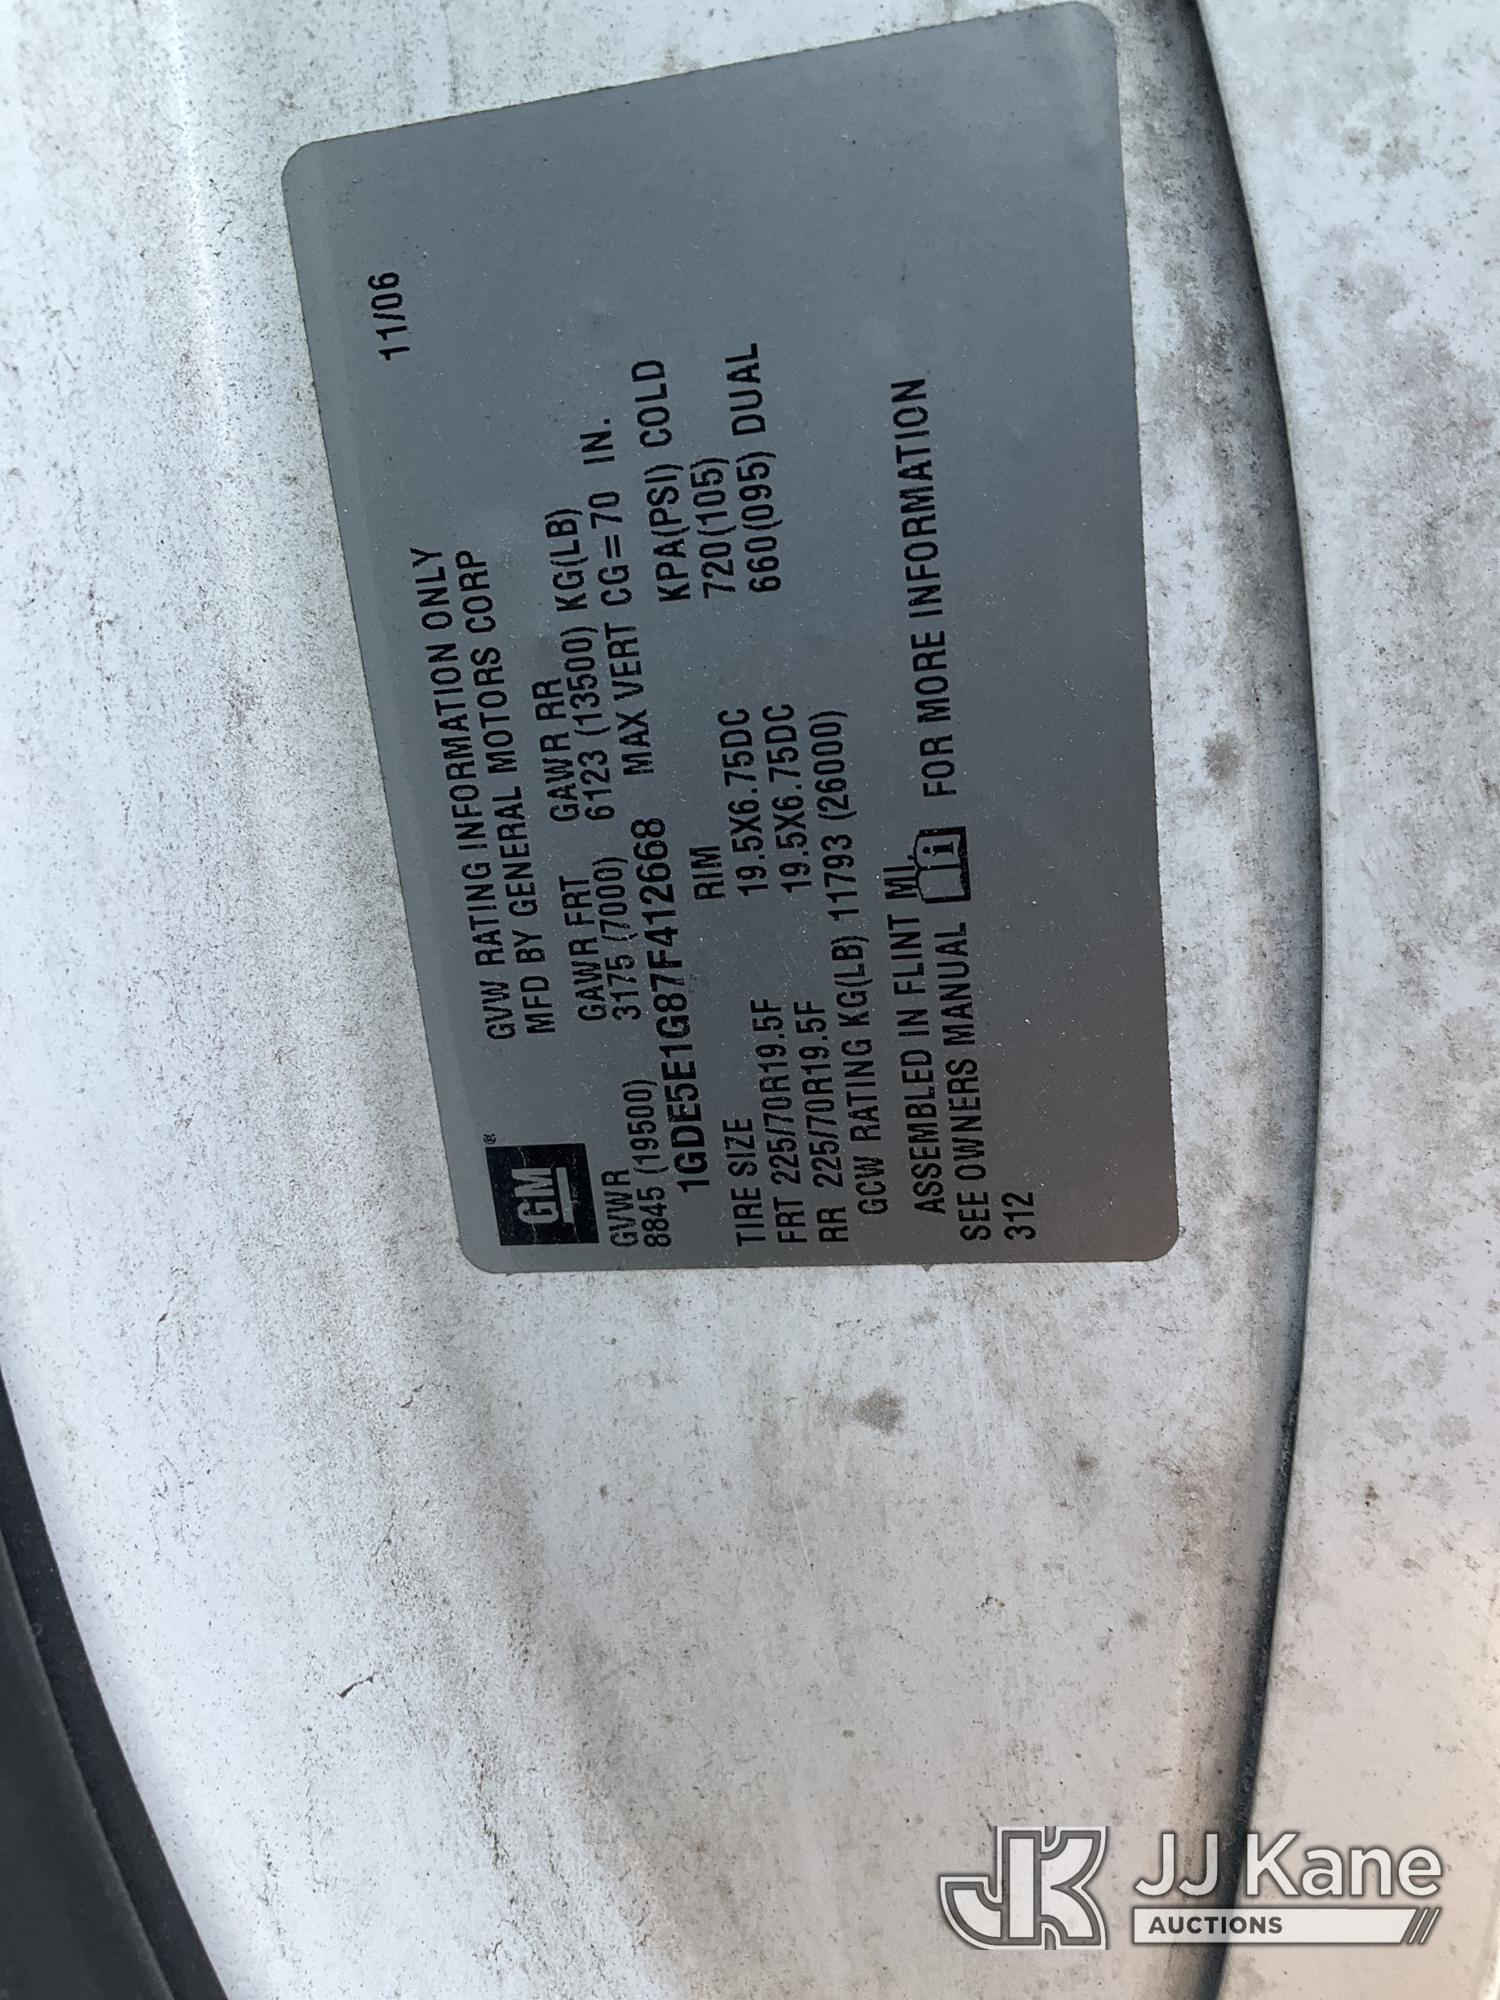 11/06
GVW RATING INFORMATION ONLY
MFD BY GENERAL MOTORS CORP
GM®
GVWR GAWR FRT GAWR RR
8845 (19500) 3175 (7000) 6123 (13500) KG(LB)
1GDE5E1G87F412668 MAX VERT CG=70 IN.
TIRE SIZE RIM KPA(PSI) COLD
FRT 225/70R19.5F 19.5X6.75DC 720(105)
RR 225/70R19.5F 19.5X6.75DC 660(095) DUAL
GCW RATING KG(LB) 11793 (26000)
ASSEMBLED IN FLINT MI.
SEE OWNERS MANUAL i FOR MORE INFORMATION
312
JK JJ Kane
AUCTIONS